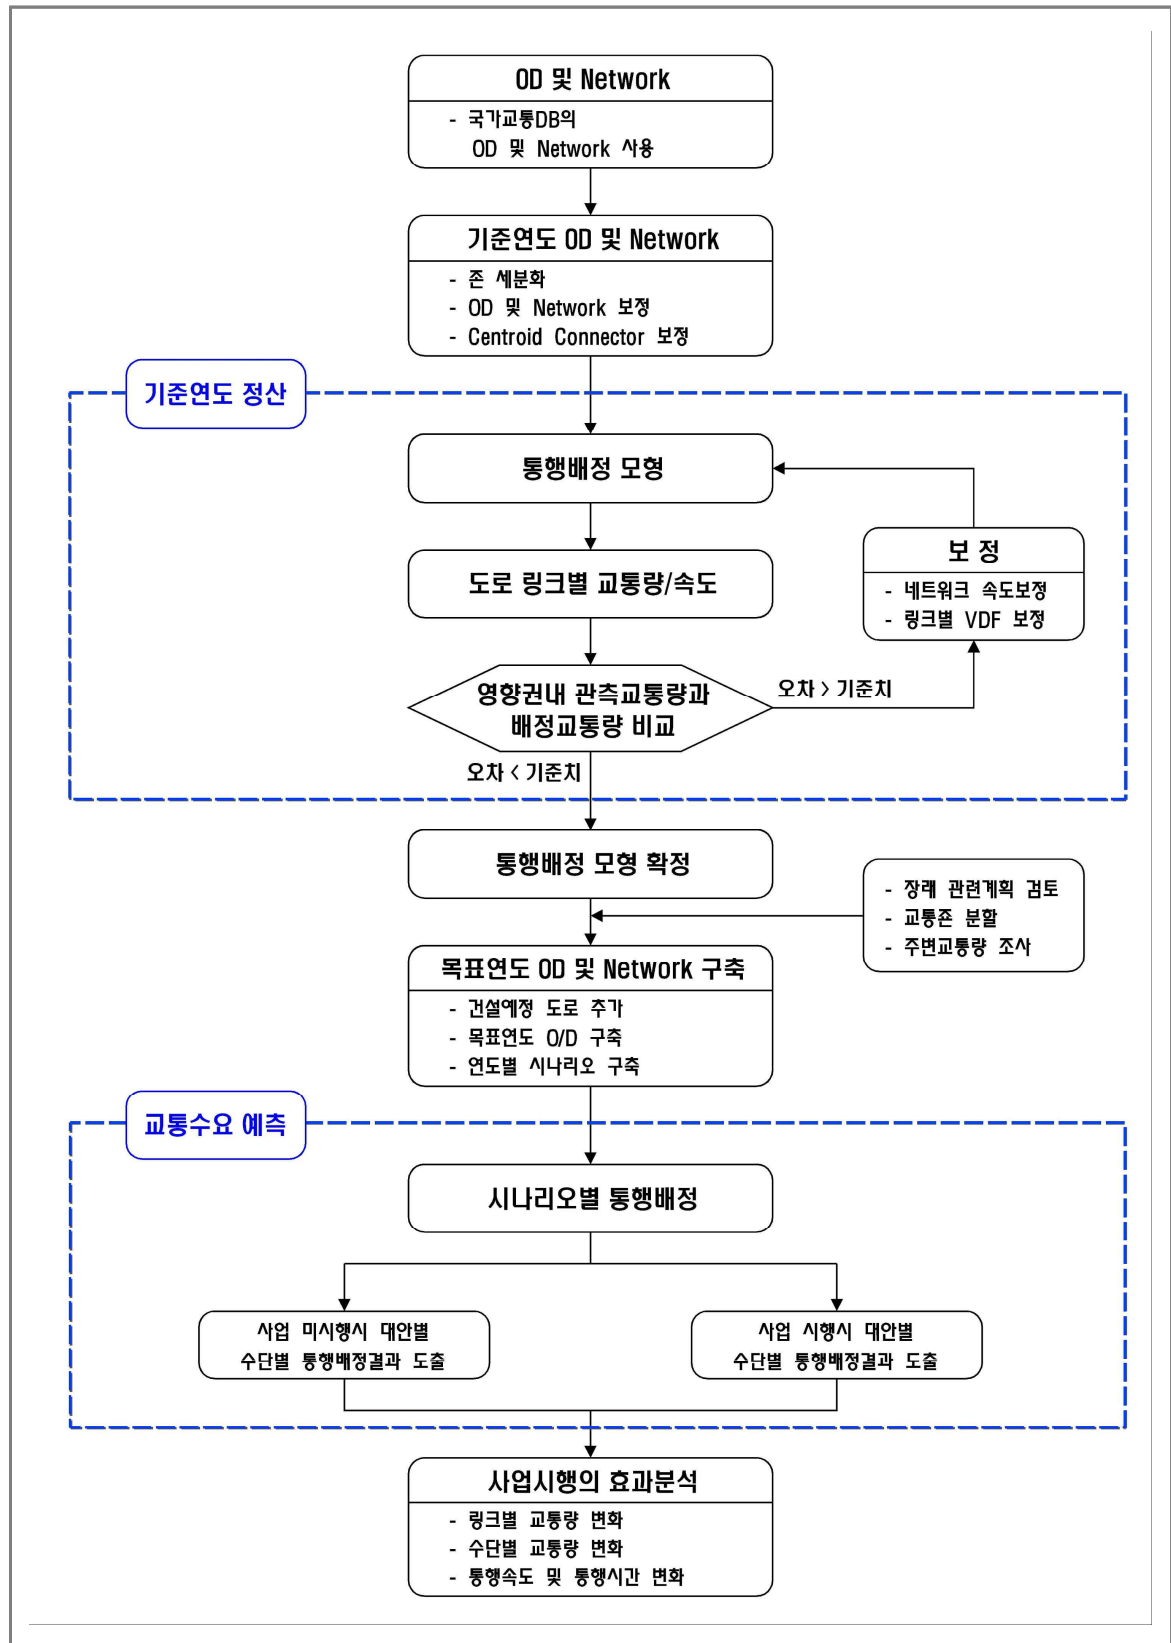 OD 및 Network
- 국가교통DB의
OD 및 Network 사용
기준연도 OD 및 Network
- 존 세분화
- OD 및 Network 보정
- Centroid Connector 보정
기준연도 정산
통행배정 모형
도로 링크별 교통량/속도
보 정
- 네트워크 속도보정
- 링크별 VDF 보정
영향권내 관측교통량과
배정교통량 비교
오차 > 기준치
오차 < 기준치
통행배정 모형 확정
- 장래 관련계획 검토
- 교통죤 분할
- 주변교통량 조사
목표연도 OD 및 Network 구축
- 건설예정 도로 추가
- 목표연도 O/D 구축
- 연도별 시나리오 구축
교통수요 예측
시나리오별 통행배정
사업 미시행시 대안별
수단별 통행배정결과 도출
사업 시행시 대안별
수단별 통행배정결과 도출
사업시행의 효과분석
- 링크별 교통량 변화
- 수단별 교통량 변화
- 통행속도 및 통행시간 변화